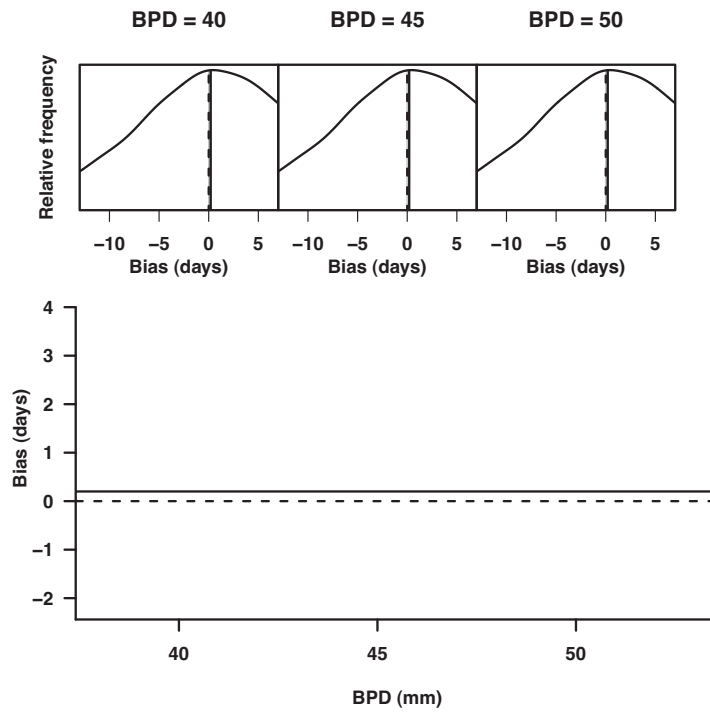 BPD = 40 BPD = 45 BPD = 50
Relative frequency
−10 −5 0 5 −10 −5 0 5 −10 −5 0 5
Bias (days) Bias (days) Bias (days)
4
3
2
1
0
−1
−2
Bias (days)
40 45 50
BPD (mm)